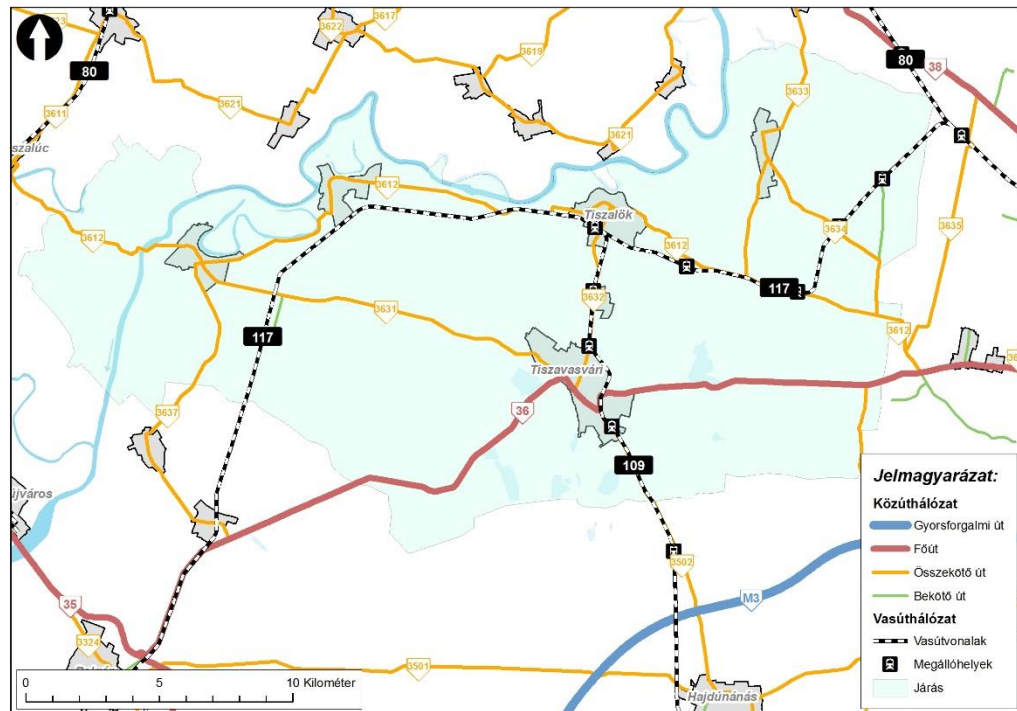 3623
3622
3617
80
3619
80
38
3621
3621
3611
3633
szalúc
3612
Tiszalök
3612
3612
3634
3635
117
3632
3631
117
3612
Tiszavasvári
36
3637
109
újváros
3502
M3
35
3324
3501
Hajdúnánás
0 5 10 Kilométer
Jelmagyarázat:
Közúthálózat
Gyorsforgalmi út
Főút
Összekötő út
Bekötő út
Vasúthálózat
Vasútvonalak
Megállóhelyek
Járás